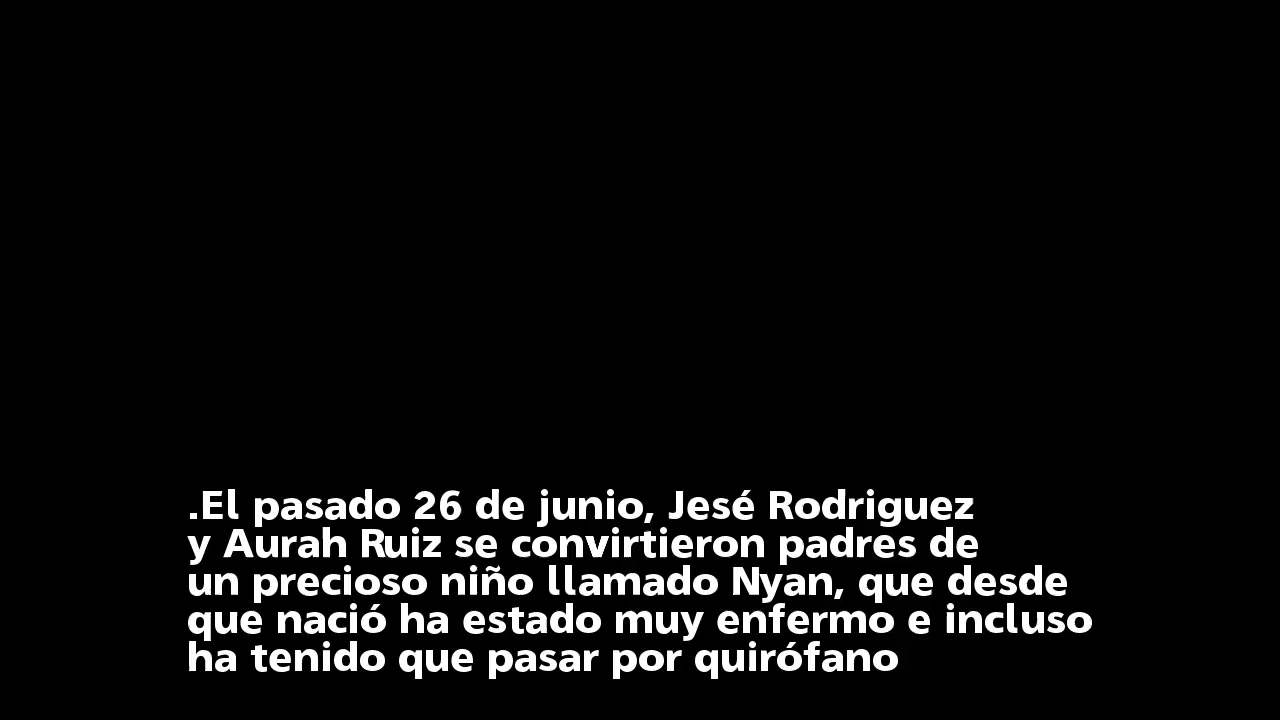 .El pasado 26 de junio, Jesé Rodriguez
y Aurah Ruiz se convirtieron padres de
un precioso niño llamado Nyan, que desde
que nació ha estado muy enfermo e incluso
ha tenido que pasar por quirófano